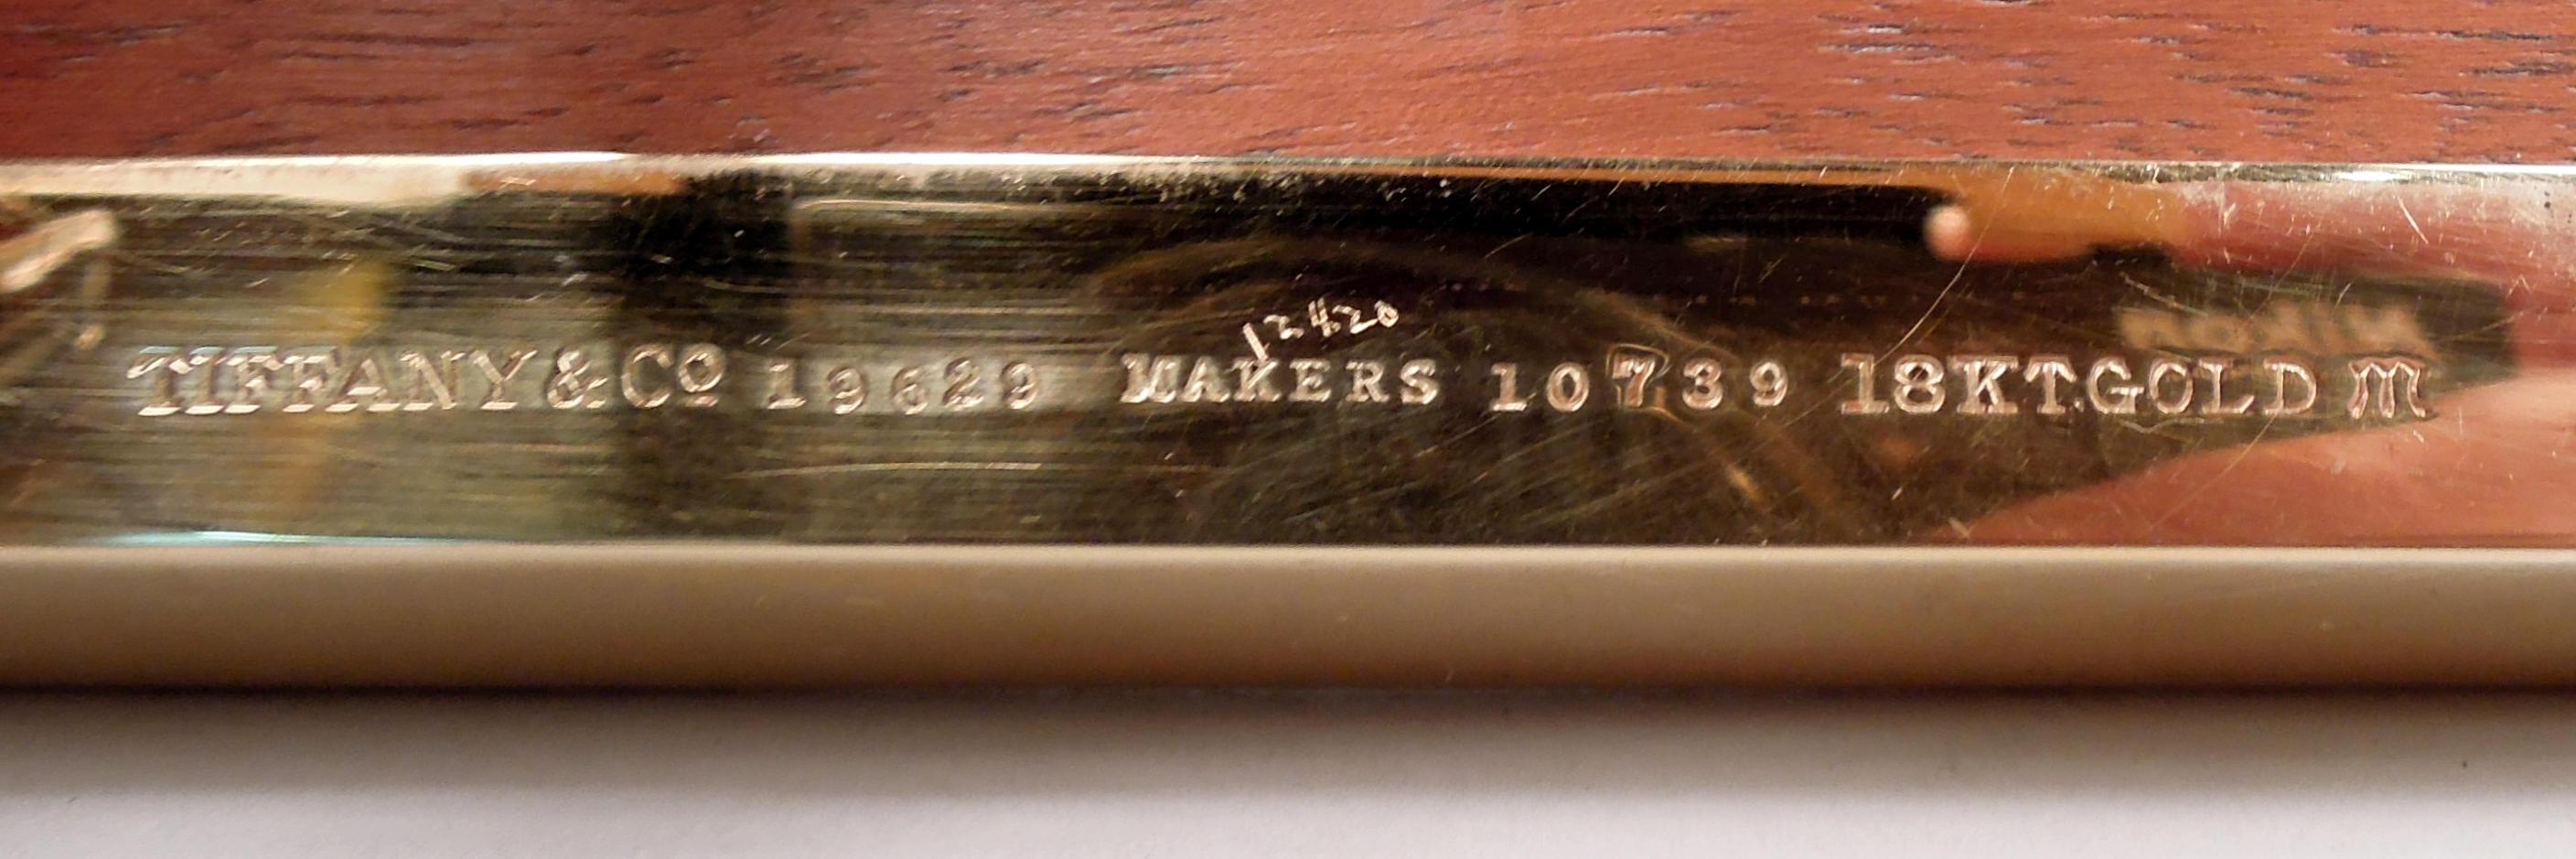 12420
TIFFANY & Co 19629 MAKERS 10739 18KT.GOLD M